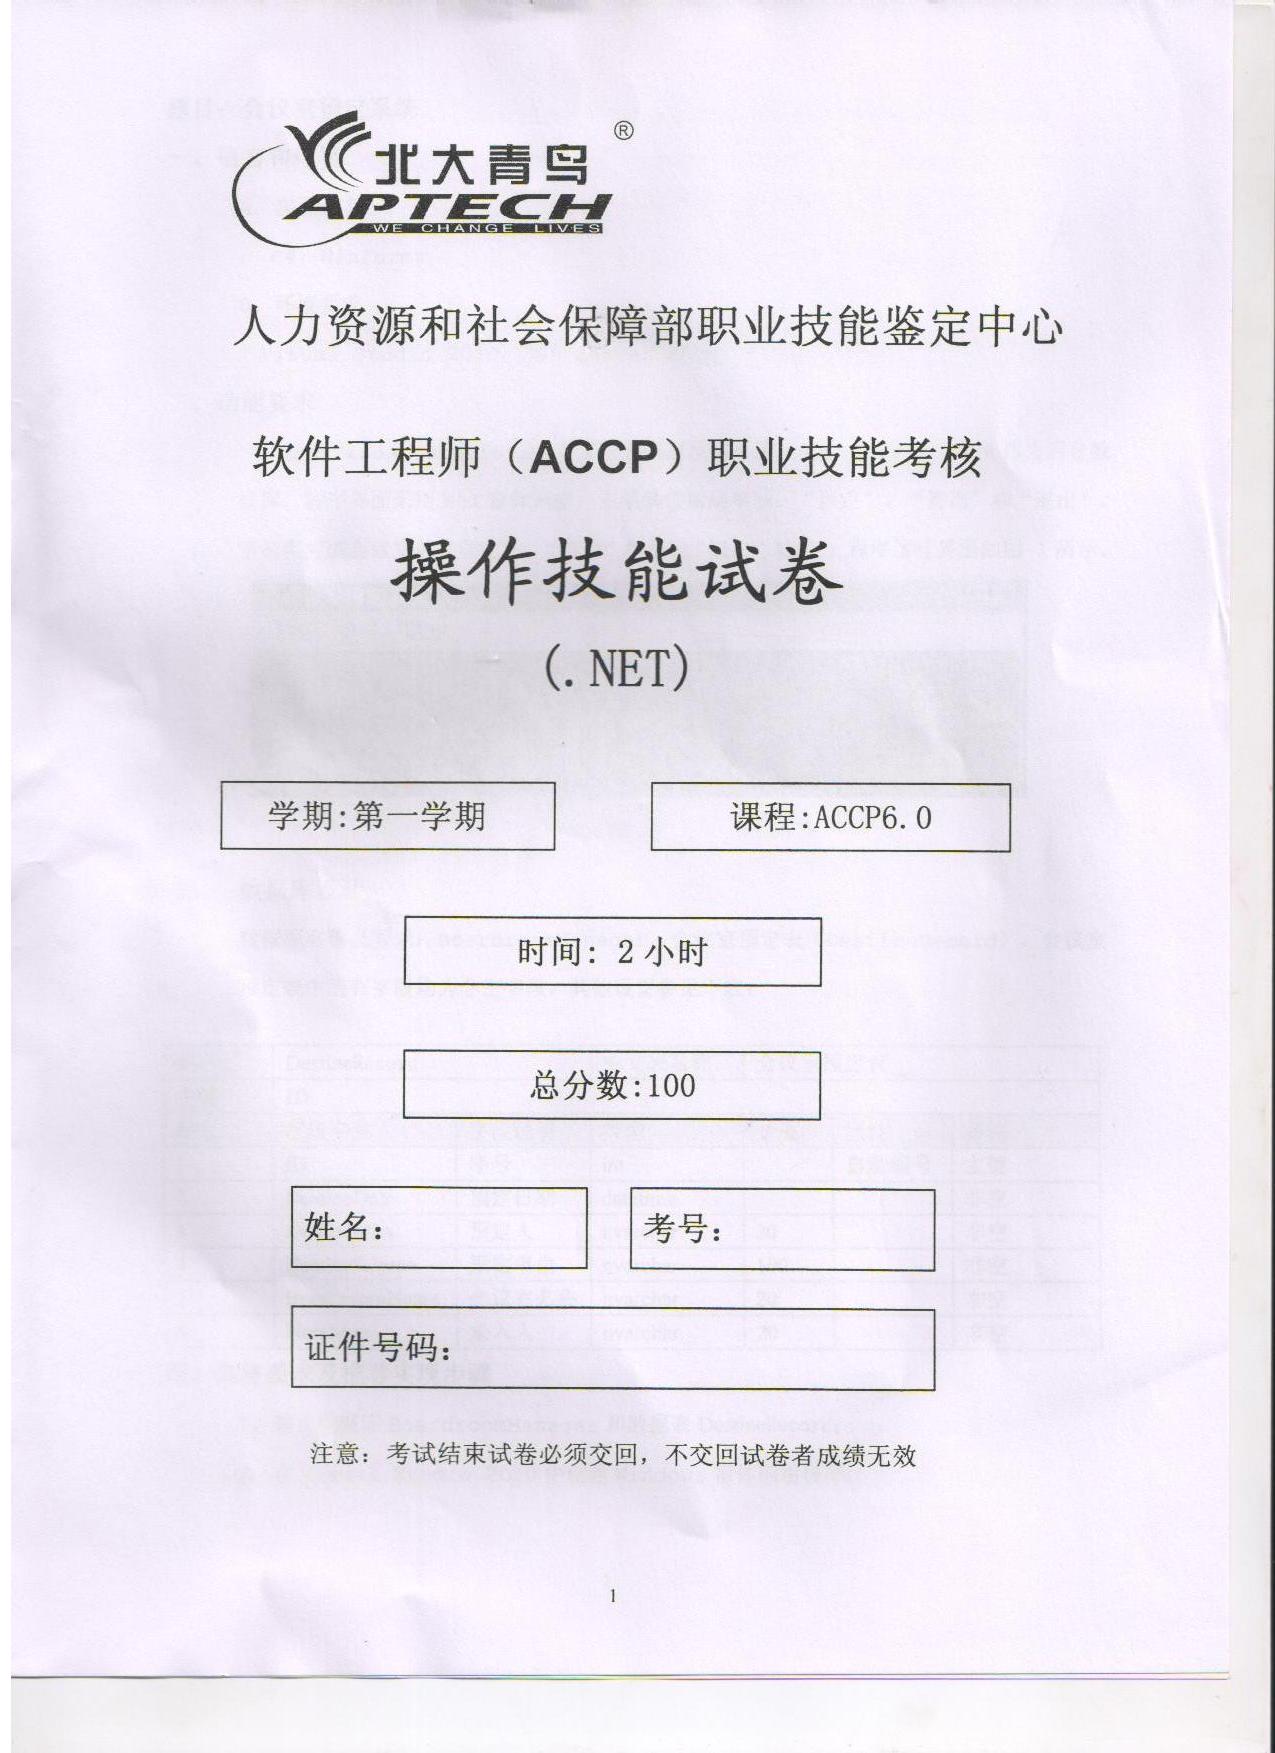 北大青鸟®
APTECH
WE CHANGE LIVES
人力资源和社会保障部职业技能鉴定中心
软件工程师（ACCP）职业技能考核
操作技能试卷
(.NET)
学期:第一学期
课程:ACCP6.0
时间: 2 小时
总分数:100
姓名:
考号:
证件号码:
注意：考试结束试卷必须交回，不交回试卷者成绩无效
1